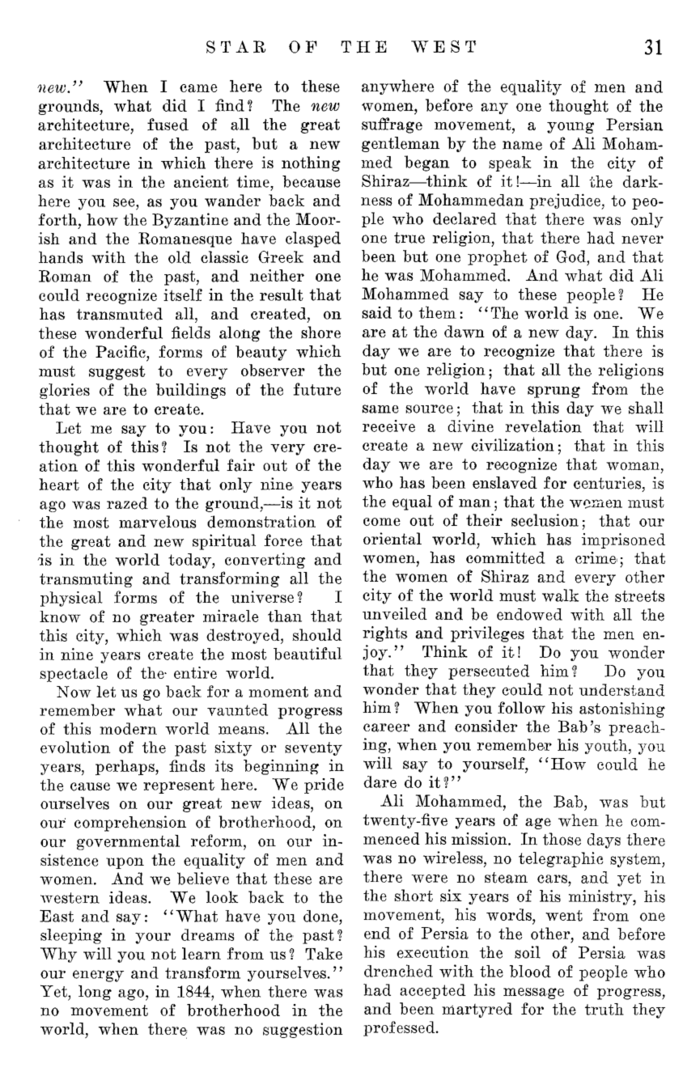 STAR OF THE WEST 31
new.” When I came here to these
grounds, what did I find? The new
architecture, fused of all the great
architecture of the past, but a new
architecture in which there is nothing
as it was in the ancient time, because
here you see, as you wander back and
forth, how the Byzantine and the Moor-
ish and the Romanesque have clasped
hands with the old classic Greek and
Roman of the past, and neither one
could recognize itself in the result that
has transmuted all, and created, on
these wonderful fields along the shore
of the Pacific, forms of beauty which
must suggest to every observer the
glories of the buildings of the future
that we are to create.
Let me say to you: Have you not
thought of this? Is not the very cre-
ation of this wonderful fair out of the
heart of the city that only nine years
ago was razed to the ground,—is it not
the most marvelous demonstration of
the great and new spiritual force that
is in the world today, converting and
transmuting and transforming all the
physical forms of the universe? I
know of no greater miracle than that
this city, which was destroyed, should
in nine years create the most beautiful
spectacle of the entire world.
Now let us go back for a moment and
remember what our vaunted progress
of this modern world means. All the
evolution of the past sixty or seventy
years, perhaps, finds its beginning in
the cause we represent here. We pride
ourselves on our great new ideas, on
our comprehension of brotherhood, on
our governmental reform, on our in-
sistence upon the equality of men and
women. And we believe that these are
western ideas. We look back to the
East and say: “What have you done,
sleeping in your dreams of the past?
Why will you not learn from us? Take
our energy and transform yourselves.”
Yet, long ago, in 1844, when there was
no movement of brotherhood in the
world, when there was no suggestion
anywhere of the equality of men and
women, before any one thought of the
suffrage movement, a young Persian
gentleman by the name of Ali Moham-
med began to speak in the city of
Shiraz—think of it!—in all the dark-
ness of Mohammedan prejudice, to peo-
ple who declared that there was only
one true religion, that there had never
been but one prophet of God, and that
he was Mohammed. And what did Ali
Mohammed say to these people? He
said to them: “The world is one. We
are at the dawn of a new day. In this
day we are to recognize that there is
but one religion; that all the religions
of the world have sprung from the
same source; that in this day we shall
receive a divine revelation that will
create a new civilization; that in this
day we are to recognize that woman,
who has been enslaved for centuries, is
the equal of man; that the women must
come out of their seclusion; that our
oriental world, which has imprisoned
women, has committed a crime; that
the women of Shiraz and every other
city of the world must walk the streets
unveiled and be endowed with all the
rights and privileges that the men en-
joy.” Think of it! Do you wonder
that they persecuted him? Do you
wonder that they could not understand
him? When you follow his astonishing
career and consider the Bab’s preach-
ing, when you remember his youth, you
will say to yourself, “How could he
dare do it?”
Ali Mohammed, the Bab, was but
twenty-five years of age when he com-
menced his mission. In those days there
was no wireless, no telegraphic system,
there were no steam cars, and yet in
the short six years of his ministry, his
movement, his words, went from one
end of Persia to the other, and before
his execution the soil of Persia was
drenched with the blood of people who
had accepted his message of progress,
and been martyred for the truth they
professed.